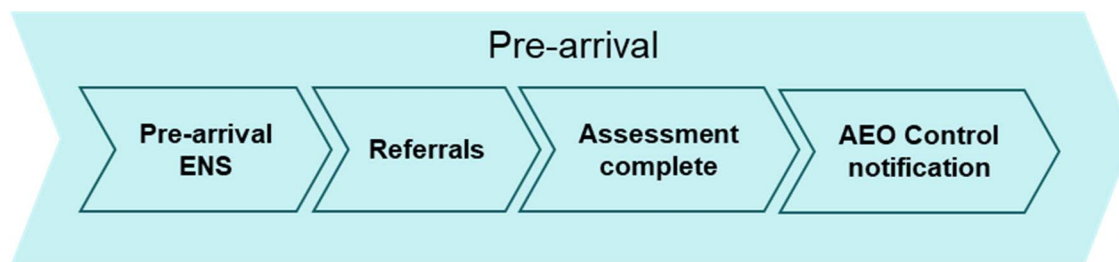 Pre-arrival
Pre-arrival
ENS
Referrals
Assessment
complete
AEO Control
notification